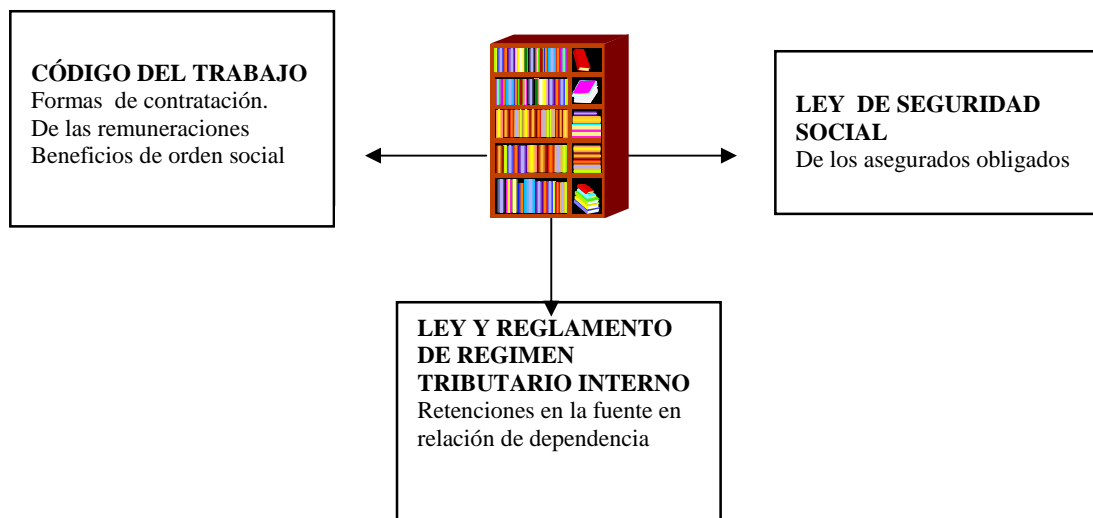 CÓDIGO DEL TRABAJO
Formas de contratación.
De las remuneraciones
Beneficios de orden social
LEY DE SEGURIDAD
SOCIAL
De los asegurados obligados
LEY Y REGLAMENTO
DE REGIMEN
TRIBUTARIO INTERNO
Retenciones en la fuente en
relación de dependencia